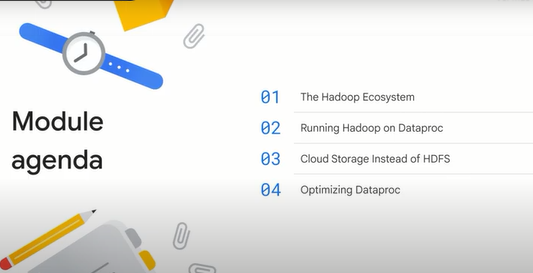 Module
agenda
01 The Hadoop Ecosystem
02 Running Hadoop on Dataproc
03 Cloud Storage Instead of HDFS
04 Optimizing Dataproc